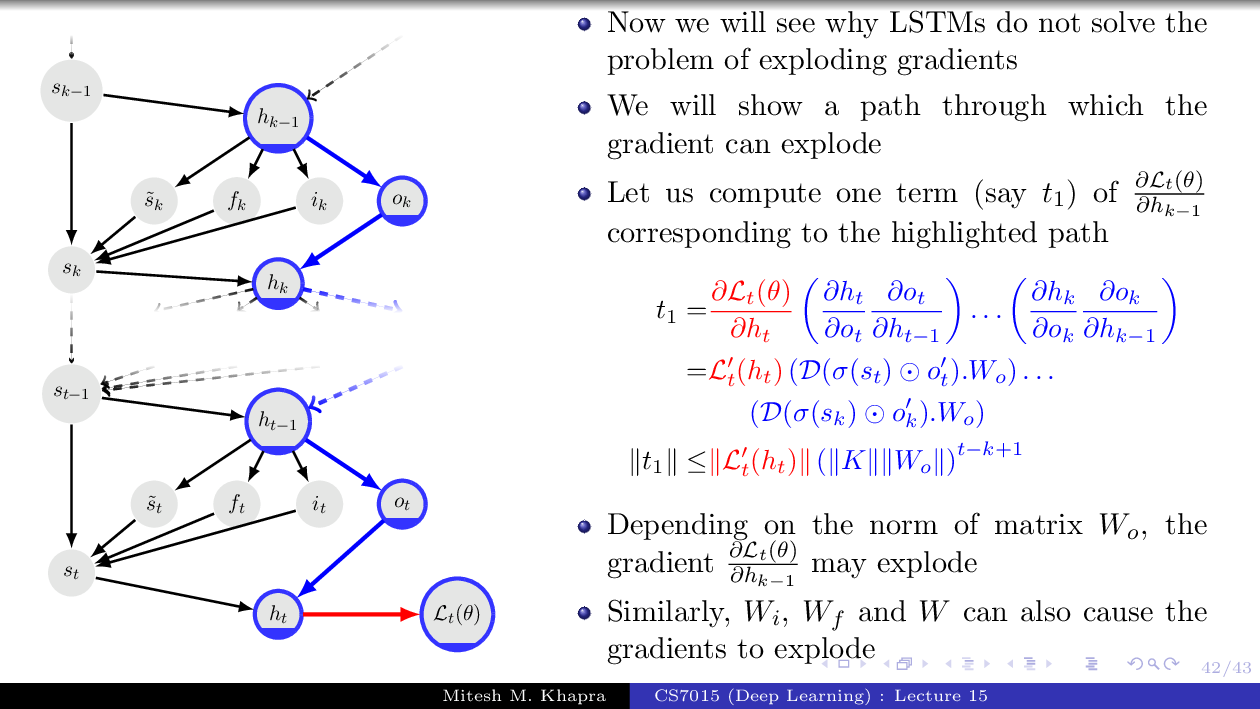 s_{k−1}
h_{k−1}
s̃_k
f_k
i_k
o_k
s_k
h_k
s_{t−1}
h_{t−1}
s̃_t
f_t
i_t
o_t
s_t
h_t
ℒ_t(θ)
Now we will see why LSTMs do not solve the
problem of exploding gradients
We will show a path through which the
gradient can explode
Let us compute one term (say t_1) of ∂ℒ_t(θ)/∂h_{k−1}
corresponding to the highlighted path
t_1 = ∂ℒ_t(θ)/∂h_t (∂h_t/∂o_t ∂o_t/∂h_{t−1}) ... (∂h_k/∂o_k ∂o_k/∂h_{k−1})
= ℒ′_t(h_t) (𝒟(σ(s_t) ⊙ o′_t).W_o) ...
(𝒟(σ(s_k) ⊙ o′_k).W_o)
‖t_1‖ ≤ ‖ℒ′_t(h_t)‖ (‖K‖‖W_o‖)^{t−k+1}
Depending on the norm of matrix W_o, the
gradient ∂ℒ_t(θ)/∂h_{k−1} may explode
Similarly, W_i, W_f and W can also cause the
gradients to explode
42/43
Mitesh M. Khapra
CS7015 (Deep Learning) : Lecture 15